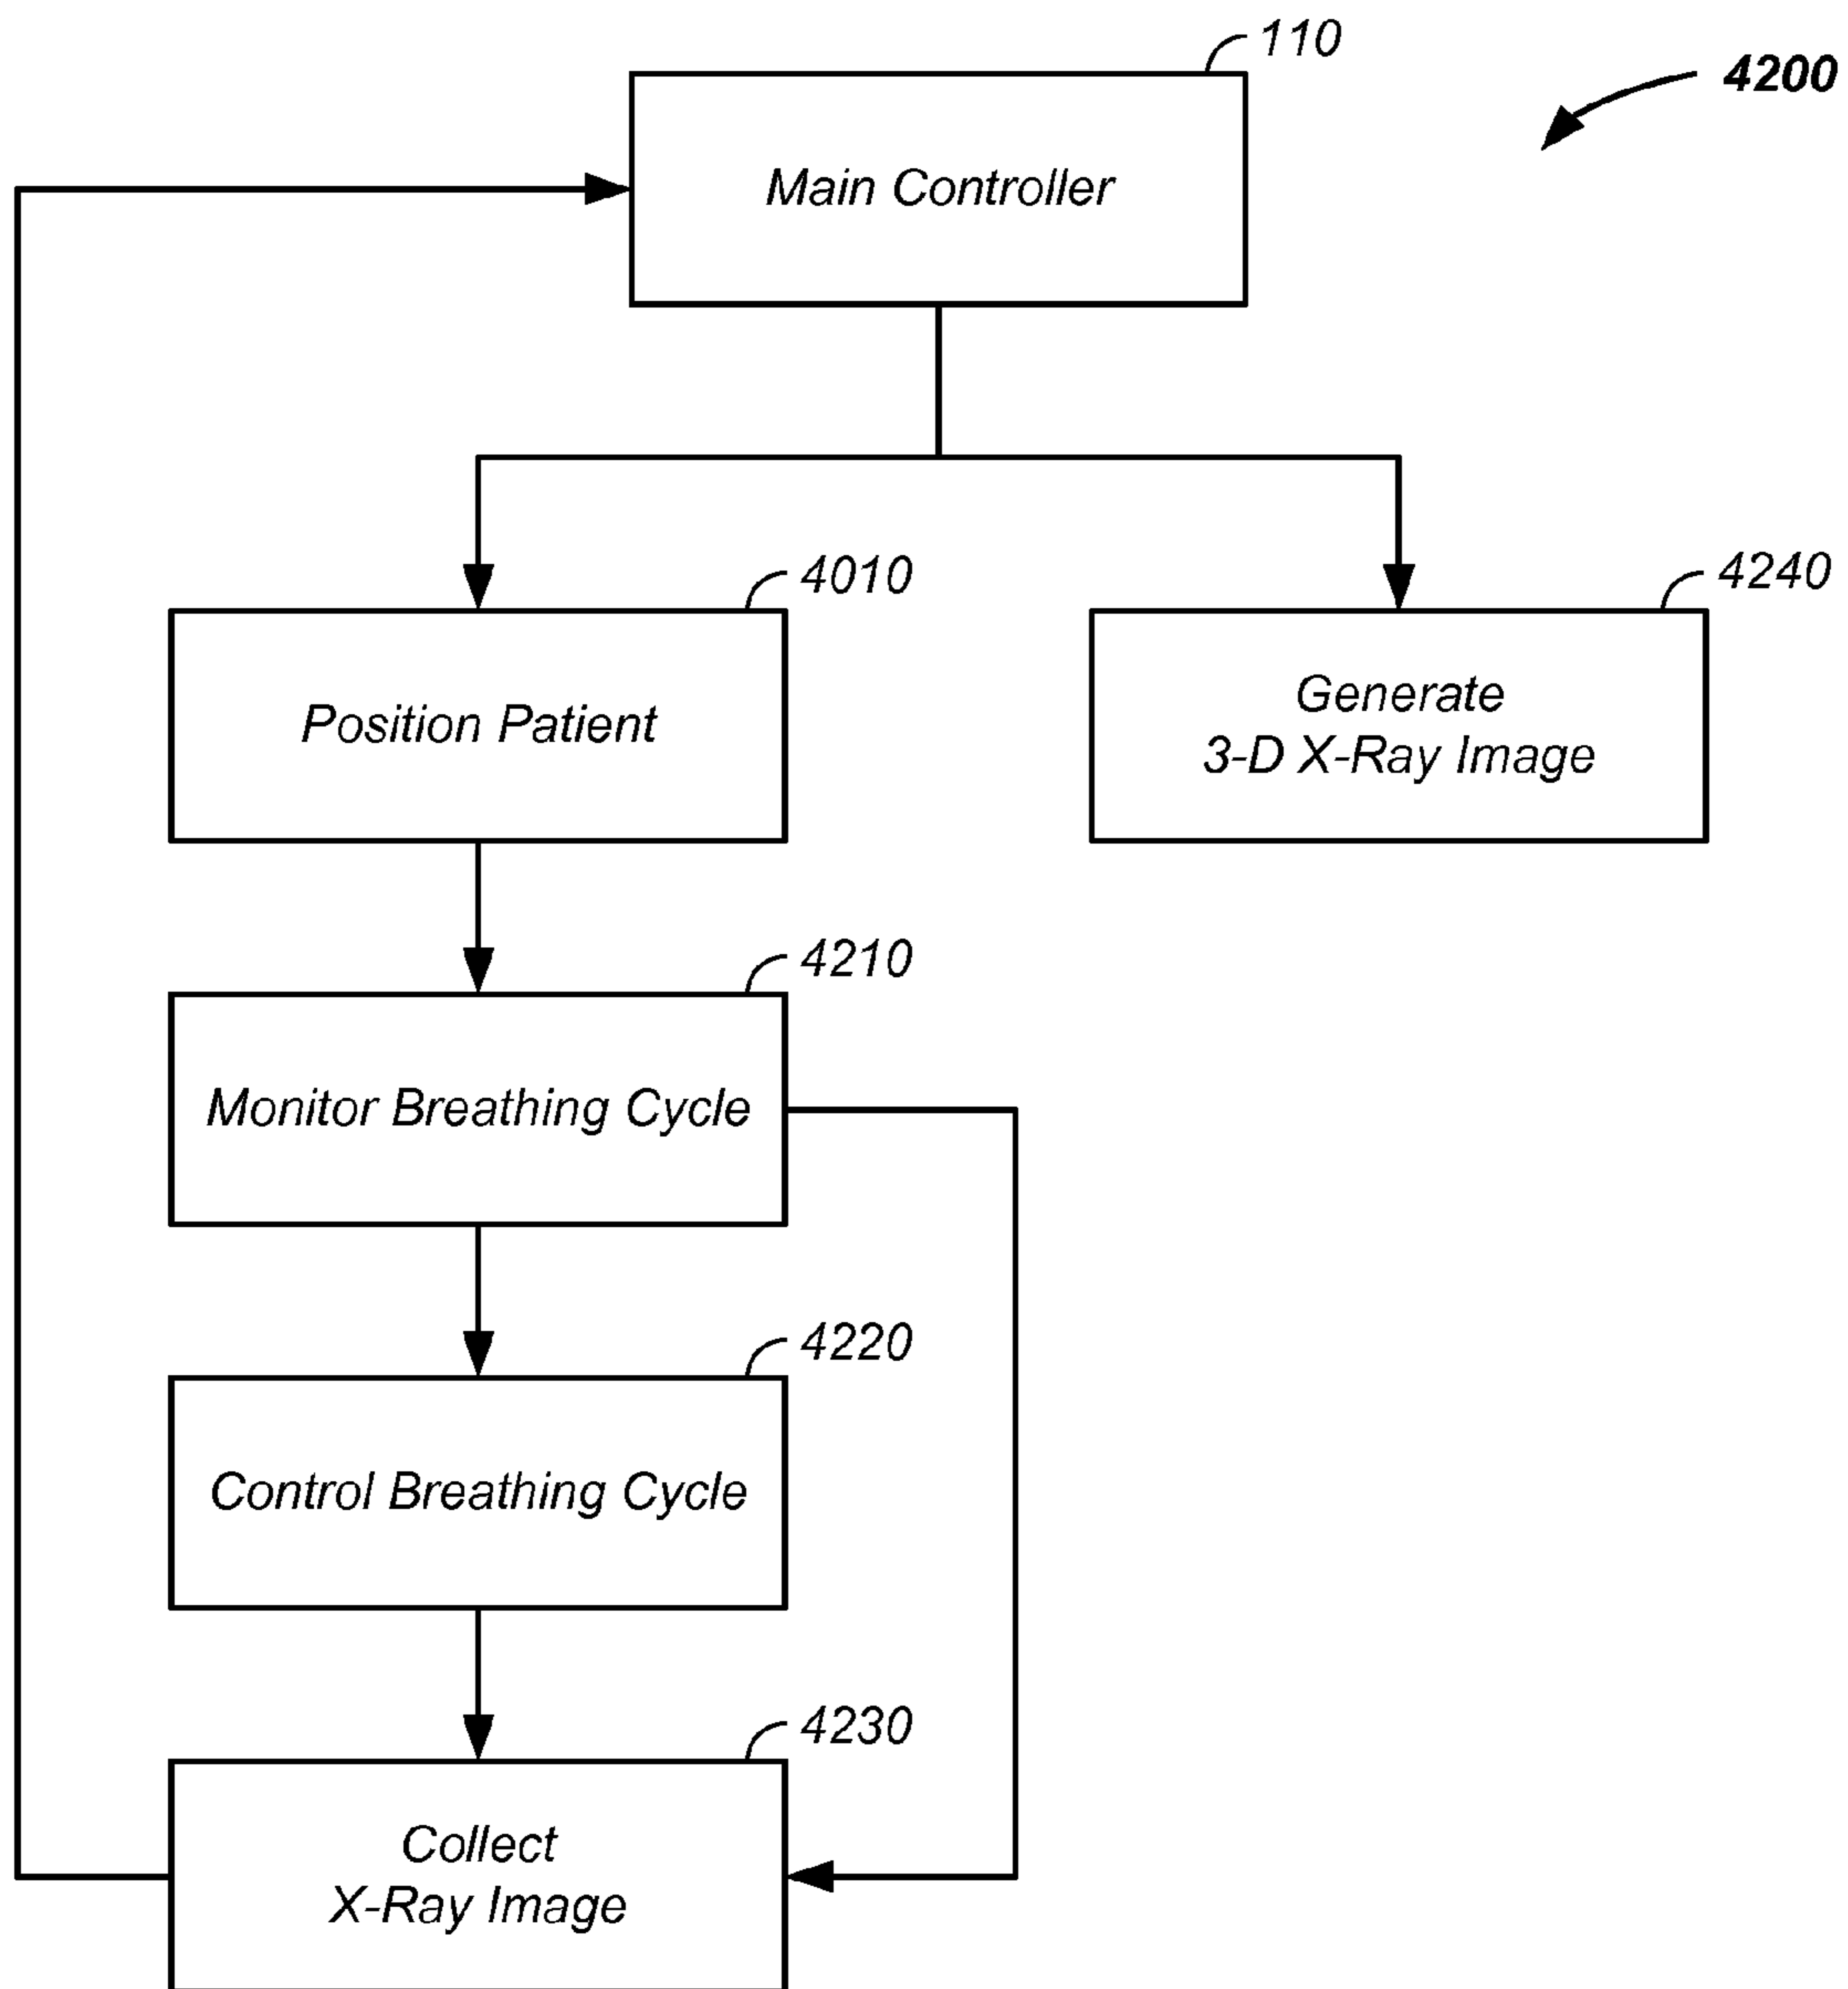 110
4200
Main Controller
4010
4240
Position Patient
Generate
3-D X-Ray Image
4210
Monitor Breathing Cycle
4220
Control Breathing Cycle
4230
Collect
X-Ray Image